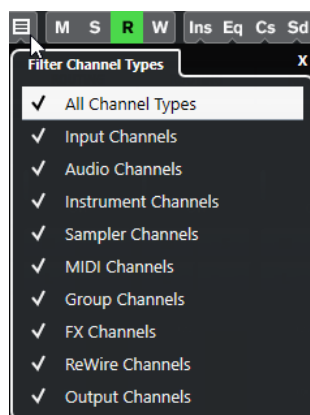 M S R W Ins Eq Cs Sd
Filter Channel Types X
All Channel Types
Input Channels
Audio Channels
Instrument Channels
Sampler Channels
MIDI Channels
Group Channels
FX Channels
ReWire Channels
Output Channels